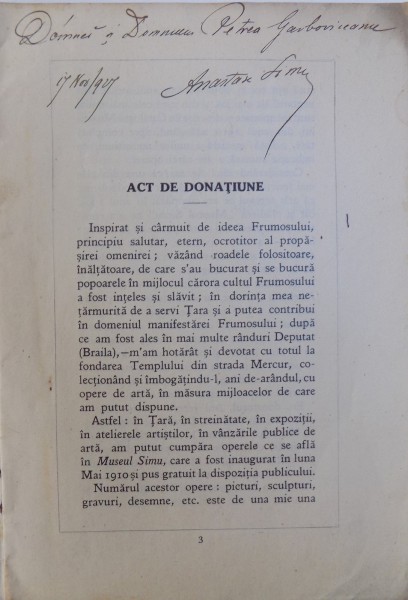 Domnei și Domnului Petrea Garboviceanu
17 Nov/927 Anastase Simu
ACT DE DONAȚIUNE
Inspirat și cârmuit de ideea Frumosului,
principiu salutar, etern, ocrotitor al propă-
șirei omenirei ; văzând roadele folositoare,
înălțătoare, de care s'au bucurat și se bucură
popoarele în mijlocul cărora cultul Frumosului
a fost ințeles și slăvit ; în dorința mea ne-
țărmurită de a servi Țara și a putea contribui
în domeniul manifestărei Frumosului ; după
ce am fost ales în mai multe rânduri Deputat
(Braila),—m'am hotărât și devotat cu totul la
fondarea Templului din strada Mercur, co-
lecționând și îmbogățindu-l, ani de-arândul, cu
opere de artă, în măsura mijloacelor de care
am putut dispune.
Astfel : în Țară, în streinătate, în expoziții,
în atelierele artiștilor, în vânzările publice de
artă, am putut cumpăra operele ce se află
în Museul Simu, care a fost inaugurat în luna
Mai 1910 și pus gratuit la dispoziția publicului.
Numărul acestor opere : picturi, sculpturi,
gravuri, desemne, etc. este de una mie una
3